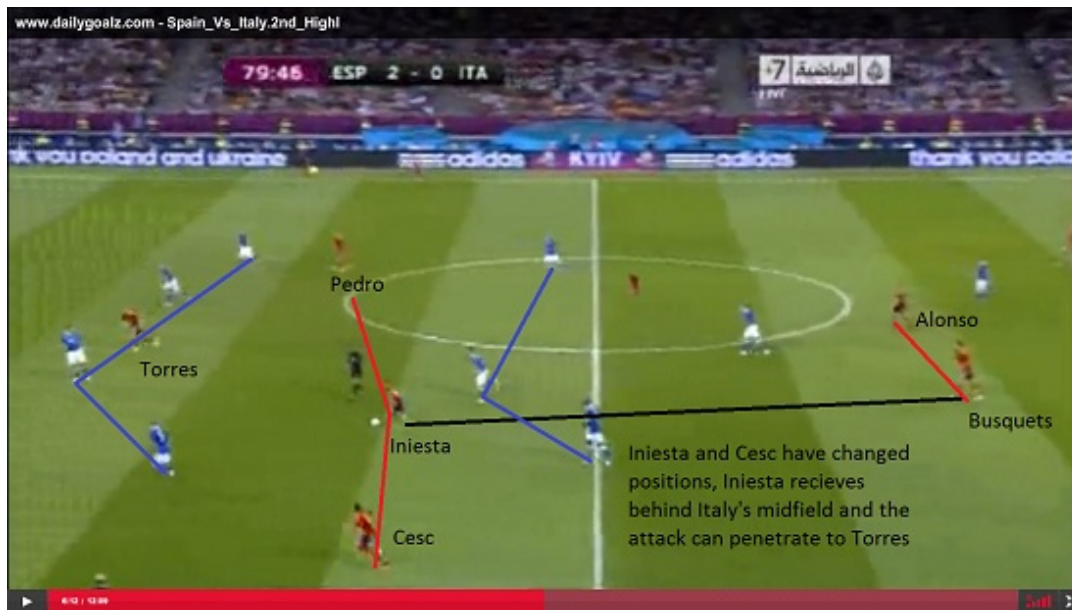 www.dailygoalz.com - Spain_Vs_Italy.2nd_Highl
79:46 ESP 2 - 0 ITA
+7 الرياضية
LIVE
nk you poland and ukraine adidas KYIV adidas thank you pola
Pedro
Torres
Alonso
Busquets
Iniesta
Cesc
Iniesta and Cesc have changed
positions, Iniesta recieves
behind Italy's midfield and the
attack can penetrate to Torres